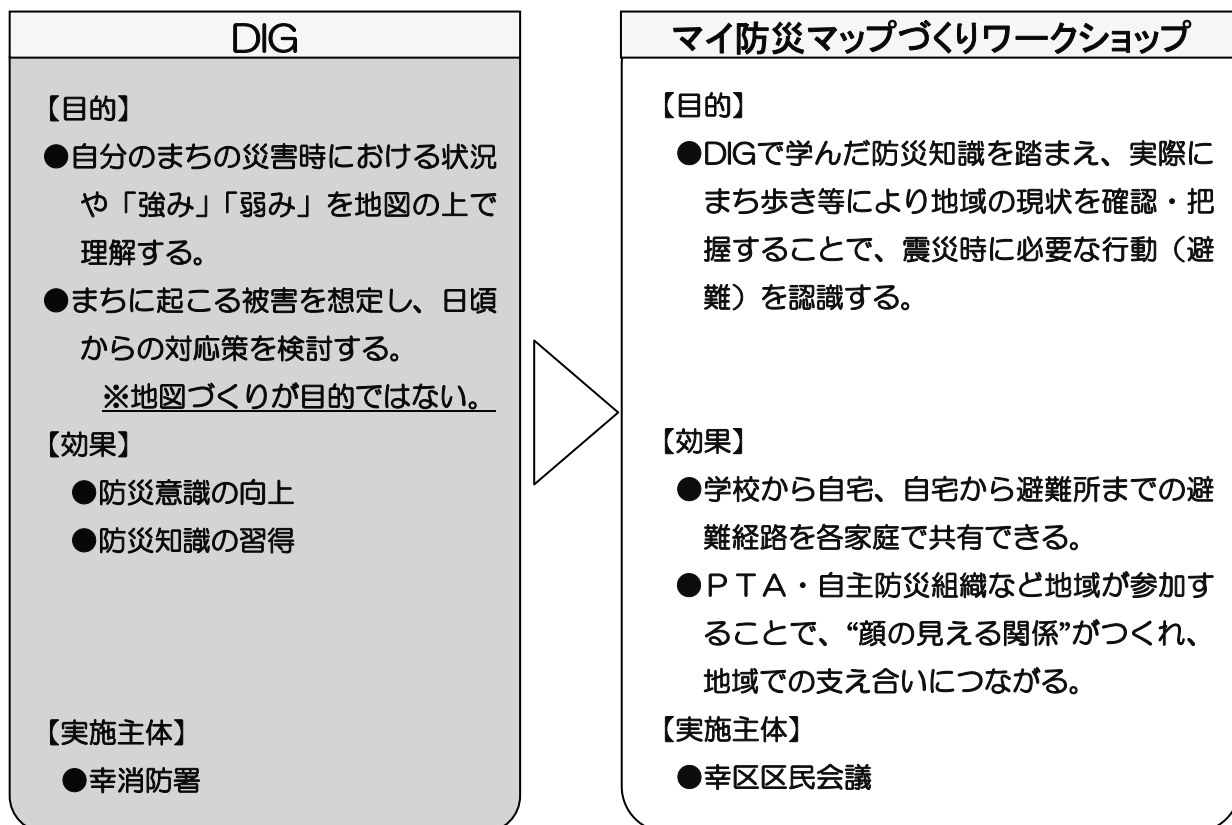 DIG
【目的】
●自分のまちの災害時における状況
や「強み」「弱み」を地図の上で
理解する。
●まちに起こる被害を想定し、日頃
からの対応策を検討する。
※地図づくりが目的ではない。
【効果】
●防災意識の向上
●防災知識の習得
【実施主体】
●幸消防署
マイ防災マップづくりワークショップ
【目的】
●DIGで学んだ防災知識を踏まえ、実際に
まち歩き等により地域の現状を確認・把
握することで、震災時に必要な行動（避
難）を認識する。
【効果】
●学校から自宅、自宅から避難所までの避
難経路を各家庭で共有できる。
●ＰＴＡ・自主防災組織など地域が参加す
ることで、“顔の見える関係”がつくれ、
地域での支え合いにつながる。
【実施主体】
●幸区区民会議